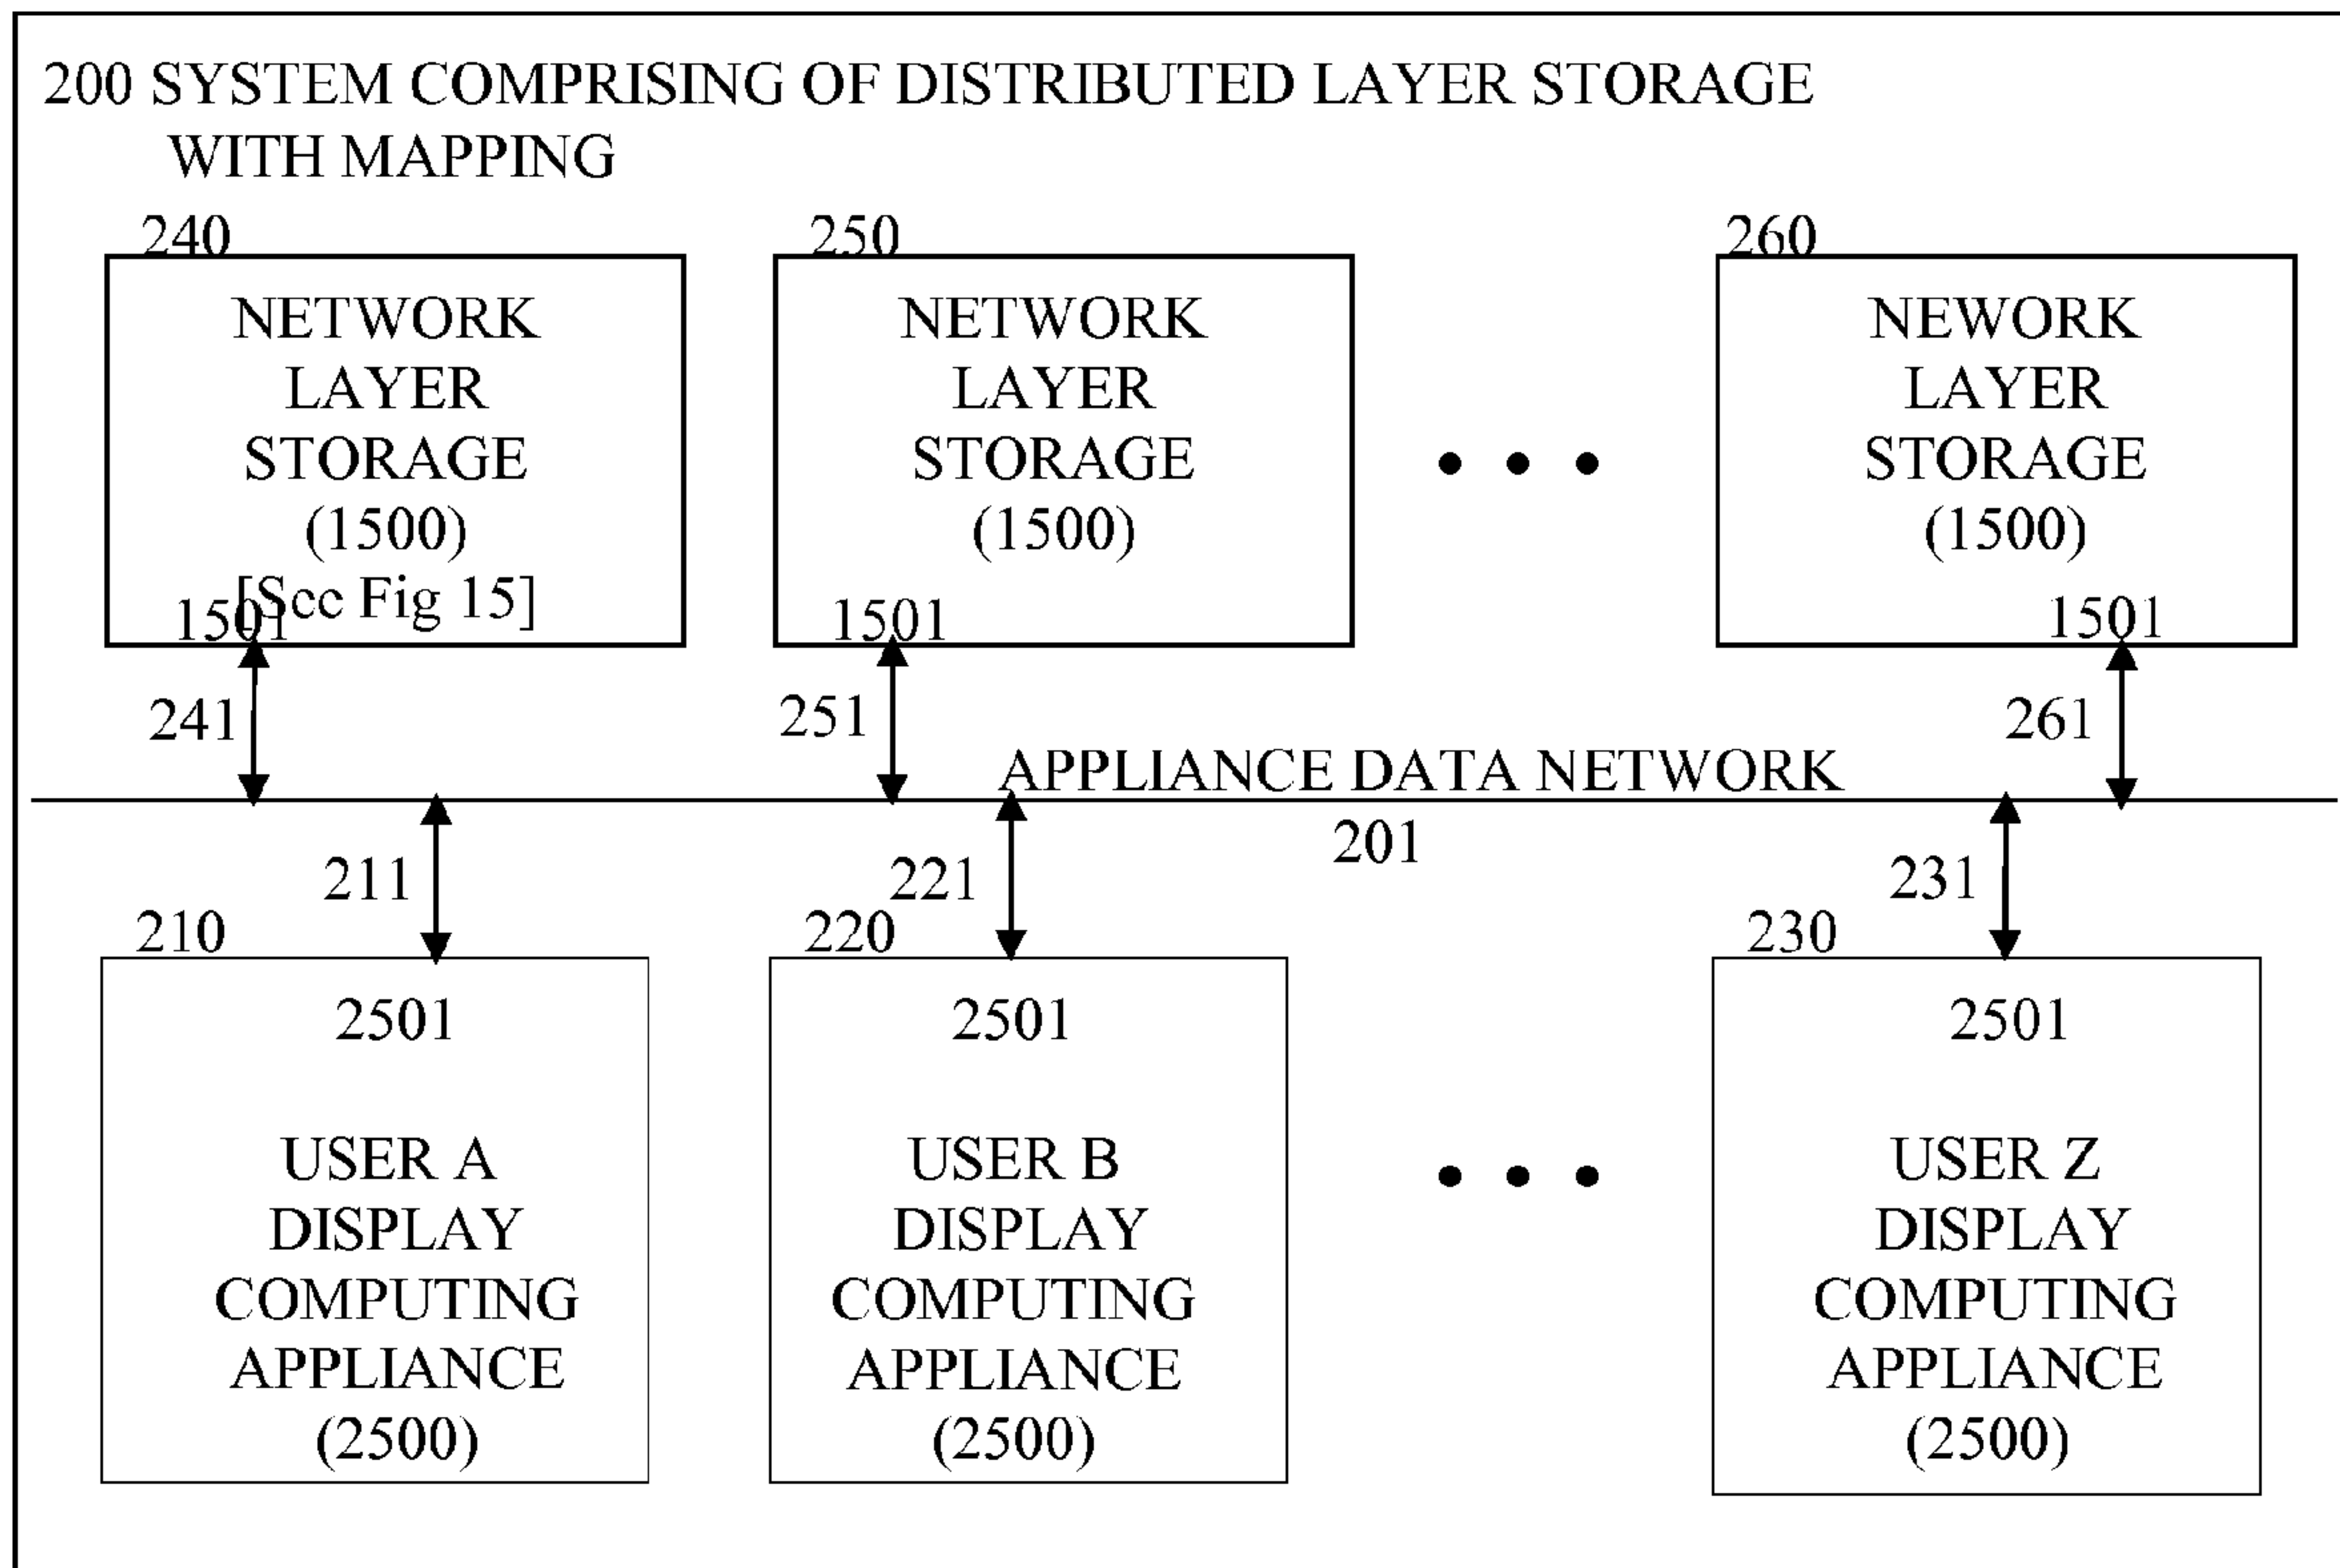 200 SYSTEM COMPRISING OF DISTRIBUTED LAYER STORAGE
WITH MAPPING
240
NETWORK
LAYER
STORAGE
(1500)
[See Fig 15]
1501
250
NETWORK
LAYER
STORAGE
(1500)
1501
260
NEWORK
LAYER
STORAGE
(1500)
1501
241
251
261
APPLIANCE DATA NETWORK
201
211
221
231
210
2501
USER A
DISPLAY
COMPUTING
APPLIANCE
(2500)
220
2501
USER B
DISPLAY
COMPUTING
APPLIANCE
(2500)
230
2501
USER Z
DISPLAY
COMPUTING
APPLIANCE
(2500)